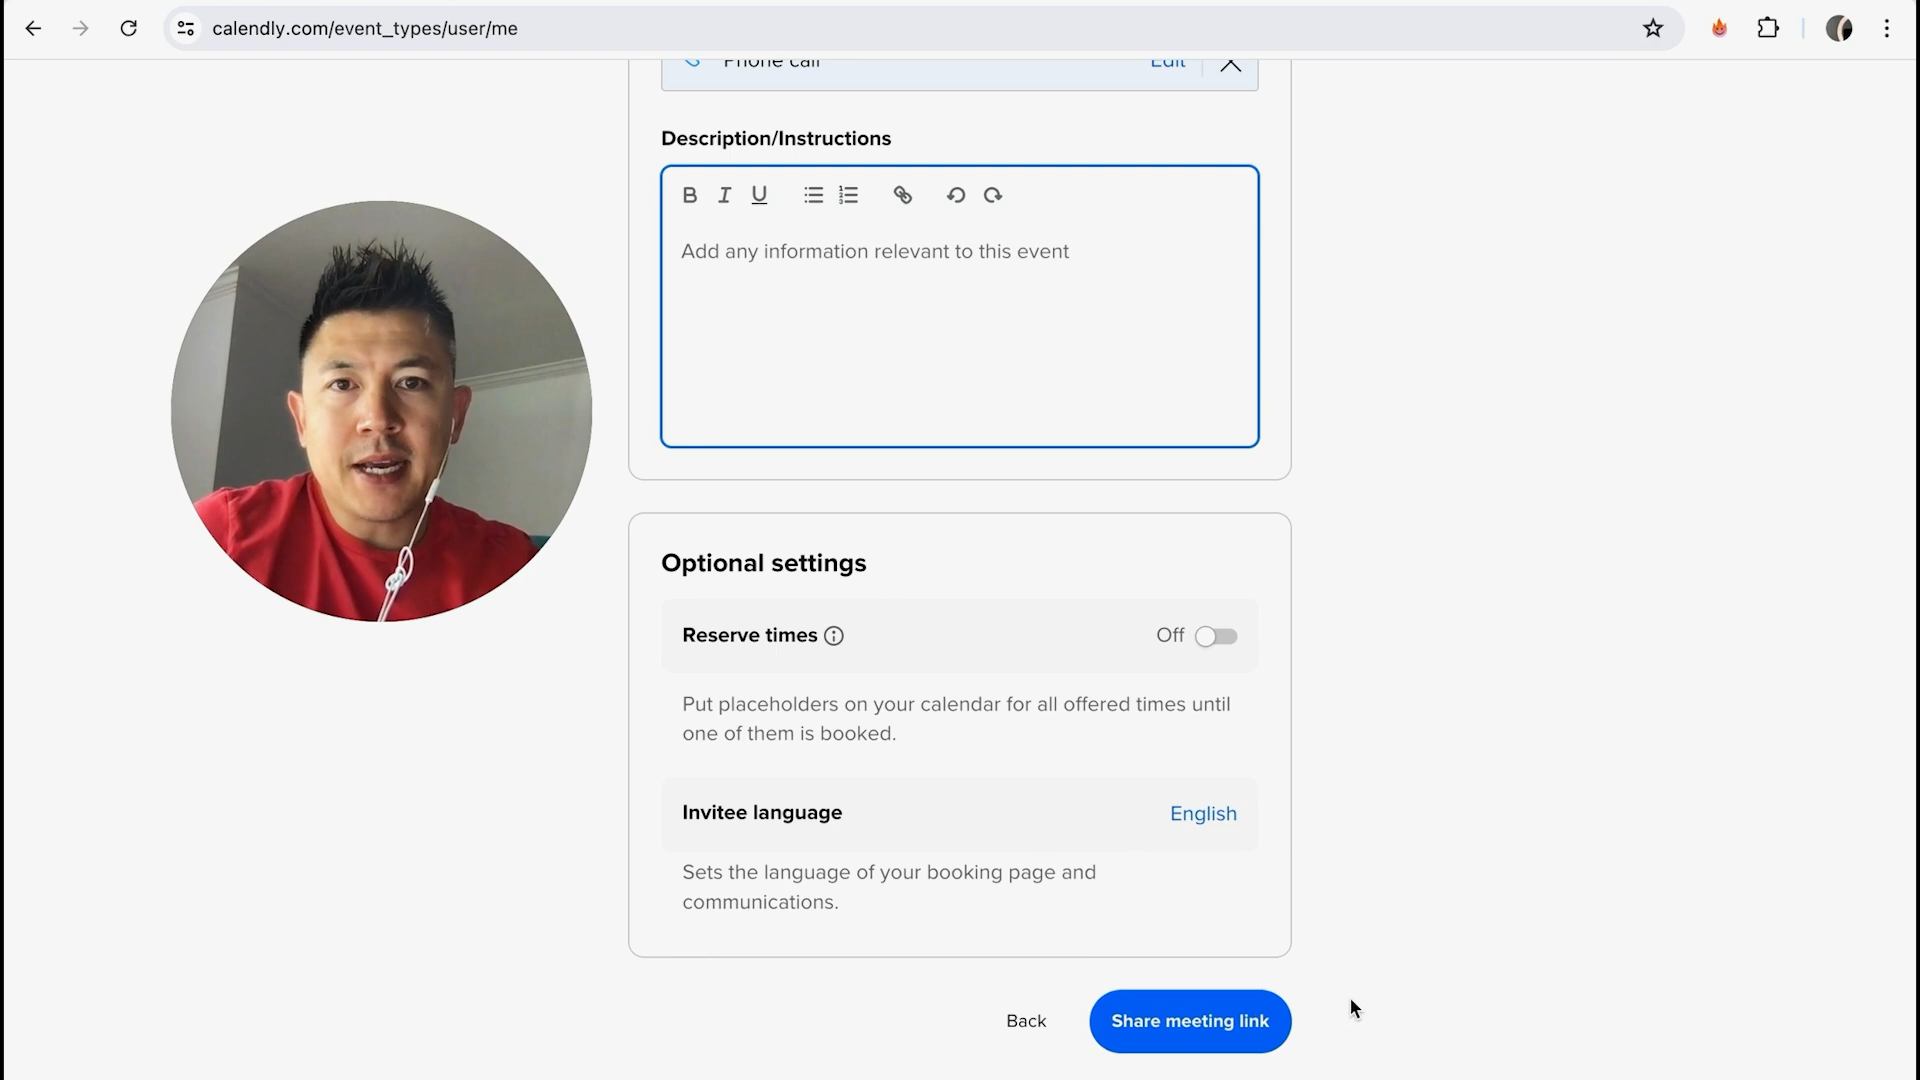 calendly.com/event_types/user/me
Phone call
Edit
Description/Instructions
B I U
Add any information relevant to this event
Optional settings
Reserve times
Off
Put placeholders on your calendar for all offered times until
one of them is booked.
Invitee language
English
Sets the language of your booking page and
communications.
Back
Share meeting link